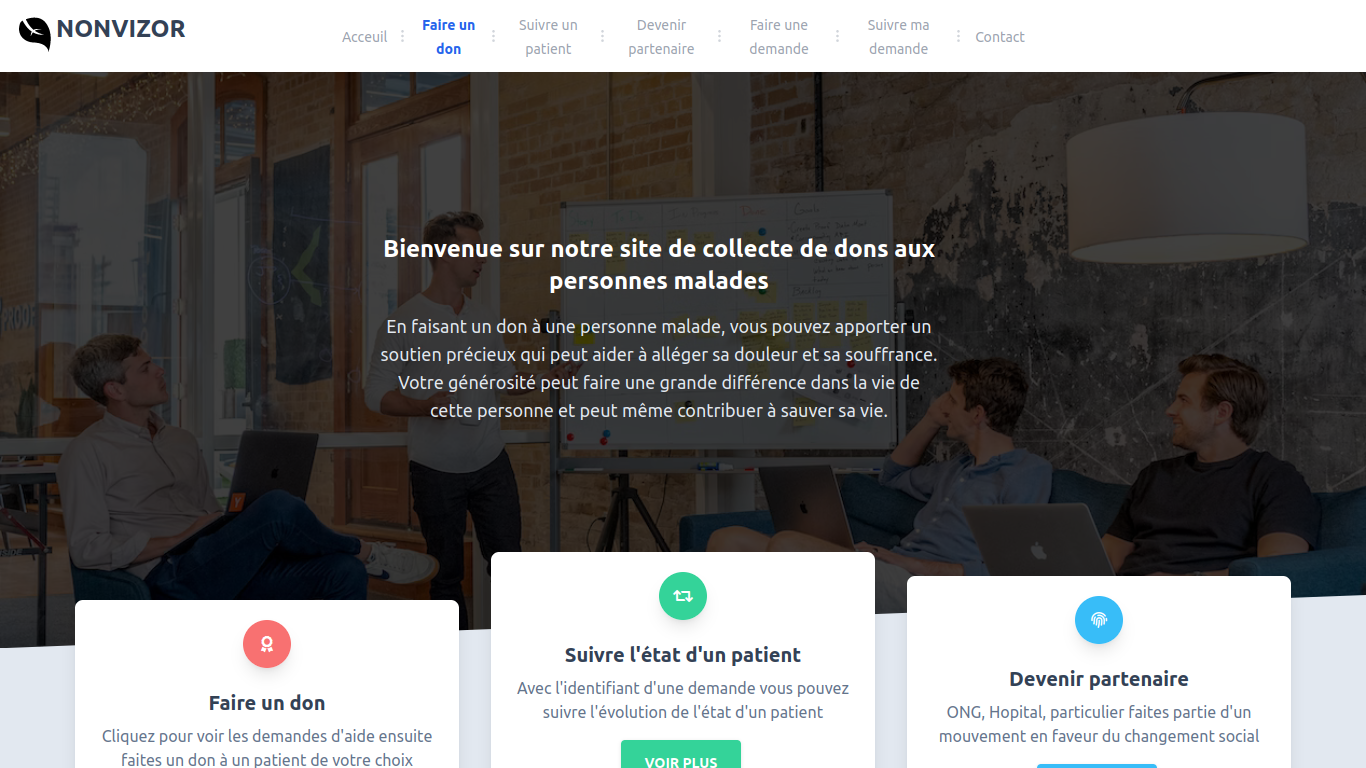 NONVIZOR
Acceuil
Faire un
don
Suivre un
patient
Devenir
partenaire
Faire une
demande
Suivre ma
demande
Contact
Bienvenue sur notre site de collecte de dons aux
personnes malades
En faisant un don à une personne malade, vous pouvez apporter un
soutien précieux qui peut aider à alléger sa douleur et sa souffrance.
Votre générosité peut faire une grande différence dans la vie de
cette personne et peut même contribuer à sauver sa vie.
Faire un don
Cliquez pour voir les demandes d'aide ensuite
faites un don à un patient de votre choix
Suivre l'état d'un patient
Avec l'identifiant d'une demande vous pouvez
suivre l'évolution de l'état d'un patient
VOIR PLUS
Devenir partenaire
ONG, Hopital, particulier faites partie d'un
mouvement en faveur du changement social